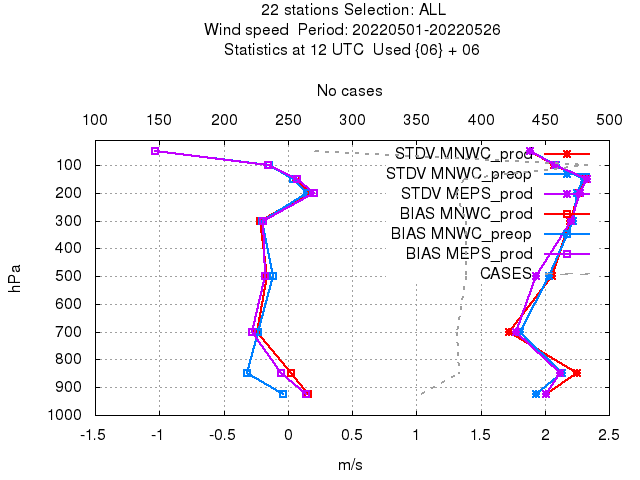 22 stations Selection: ALL
Wind speed  Period: 20220501-20220526
Statistics at 12 UTC  Used {06} + 06
No cases
100 150 200 250 300 350 400 450 500
STDV MNWC_prod
100
STDV MNWC_preop
200
STDV MEPS_prod
300
BIAS MNWC_prod
BIAS MNWC_preop
400
BIAS MEPS_prod
500
CASES
600
700
800
900
1000
hPa
-1.5 -1 -0.5 0 0.5 1 1.5 2 2.5
m/s